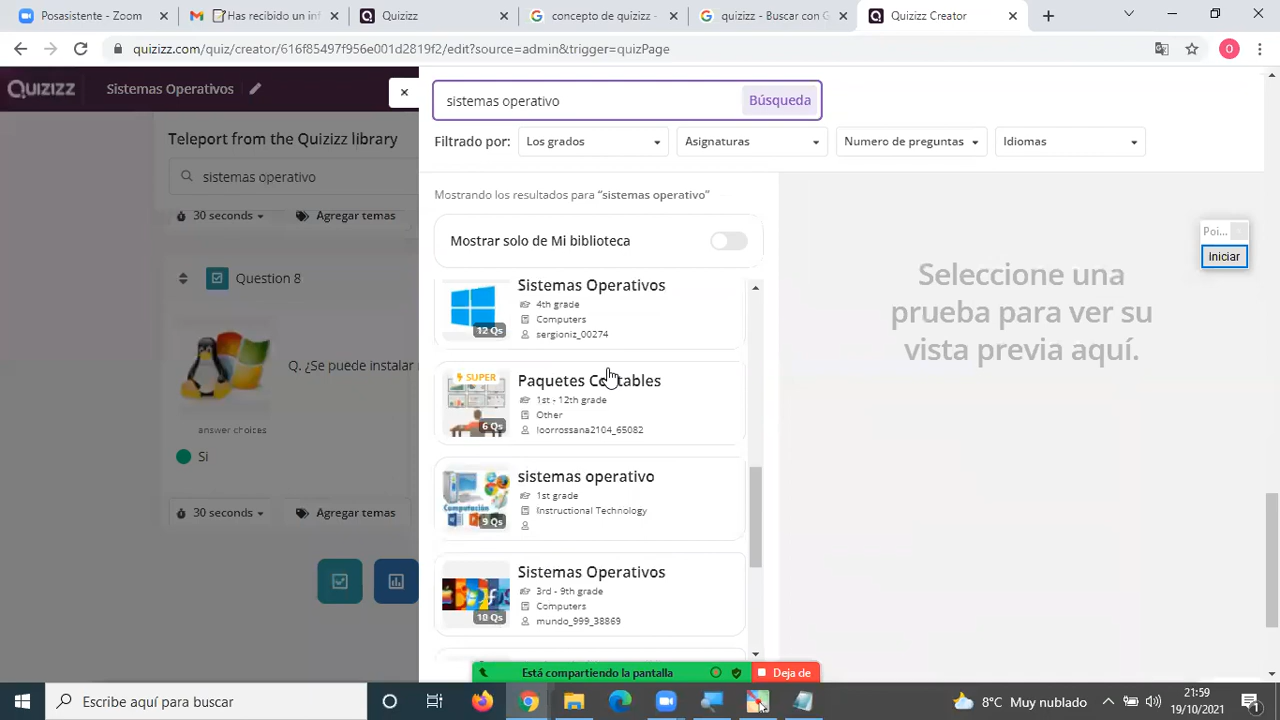 Posasistente - Zoom
Has recibido un inf
Quizizz
concepto de quizizz -
quizizz - Buscar con G
Quizizz Creator
quizizz.com/quiz/creator/616f85497f956e001d2819f2/edit?source=admin&trigger=quizPage
O
QUIZIZZ
Sistemas Operativos
sistemas operativo
Búsqueda
Teleport from the Quizizz library
Filtrado por:
Los grados
Asignaturas
Numero de preguntas
Idiomas
sistemas operativo
Mostrando los resultados para “sistemas operativo”
30 seconds
Agregar temas
Mostrar solo de Mi biblioteca
Poi...
Iniciar
Question 8
Sistemas Operativos
4th grade
Computers
sergioniz_00274
12 Qs
Seleccione una
prueba para ver su
vista previa aquí.
Q. ¿Se puede instalar
SUPER
Paquetes Contables
1st - 12th grade
Other
!oorrossana2104_65082
6 Qs
answer choices
Si
sistemas operativo
1st grade
Instructional Technology
Computación
9 Qs
30 seconds
Agregar temas
Sistemas Operativos
3rd - 9th grade
Computers
mundo_999_38869
10 Qs
Está compartiendo la pantalla
Deja de
Escribe aquí para buscar
8°C Muy nublado
21:59
19/10/2021